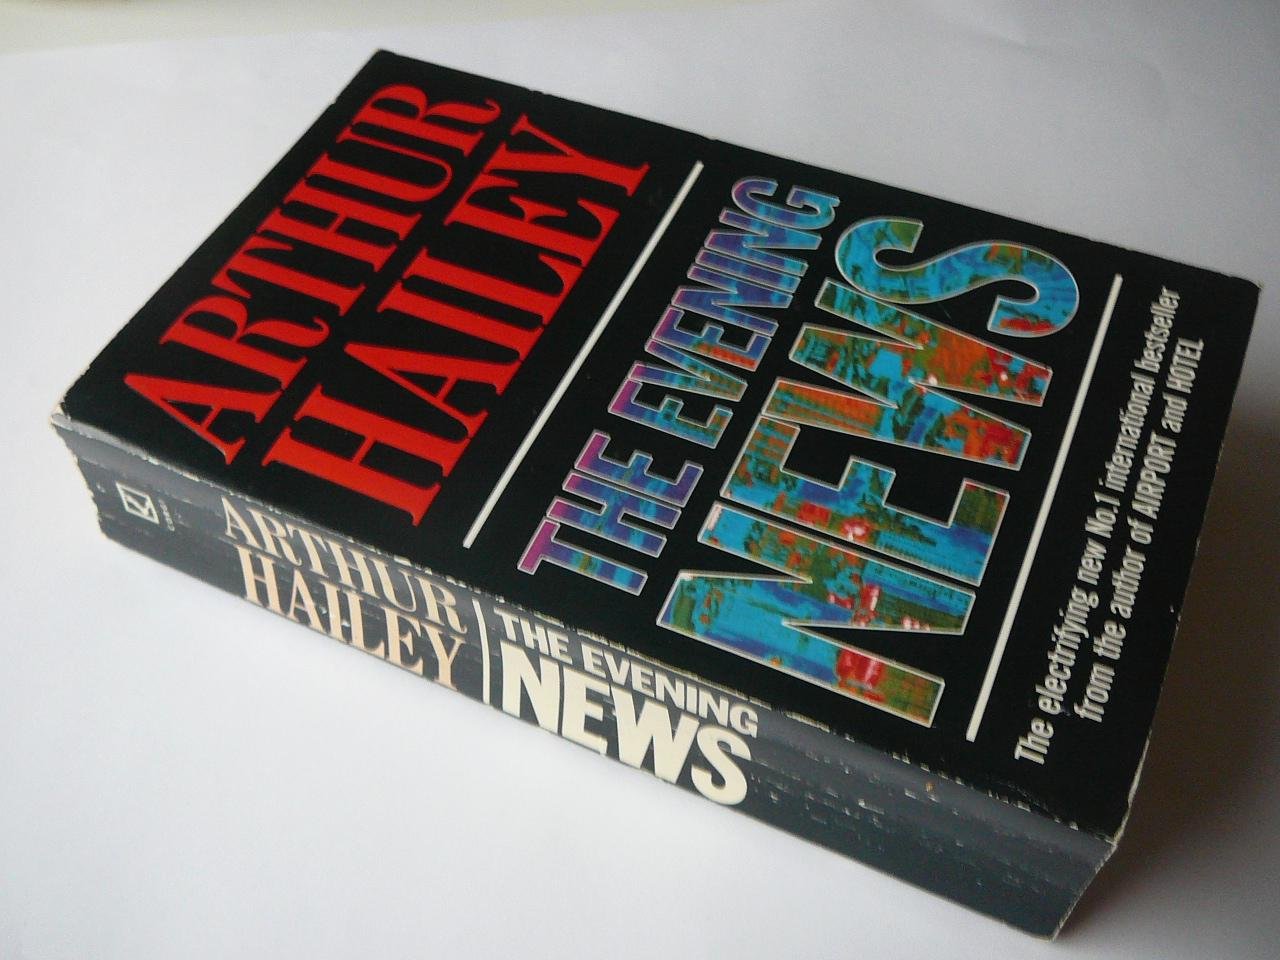 ARTHUR
HAILEY
THE EVENING
NEWS
The electrifying new No.1 international bestseller
from the author of AIRPORT and HOTEL
CORGI
ARTHUR
HAILEY
THE EVENING
NEWS